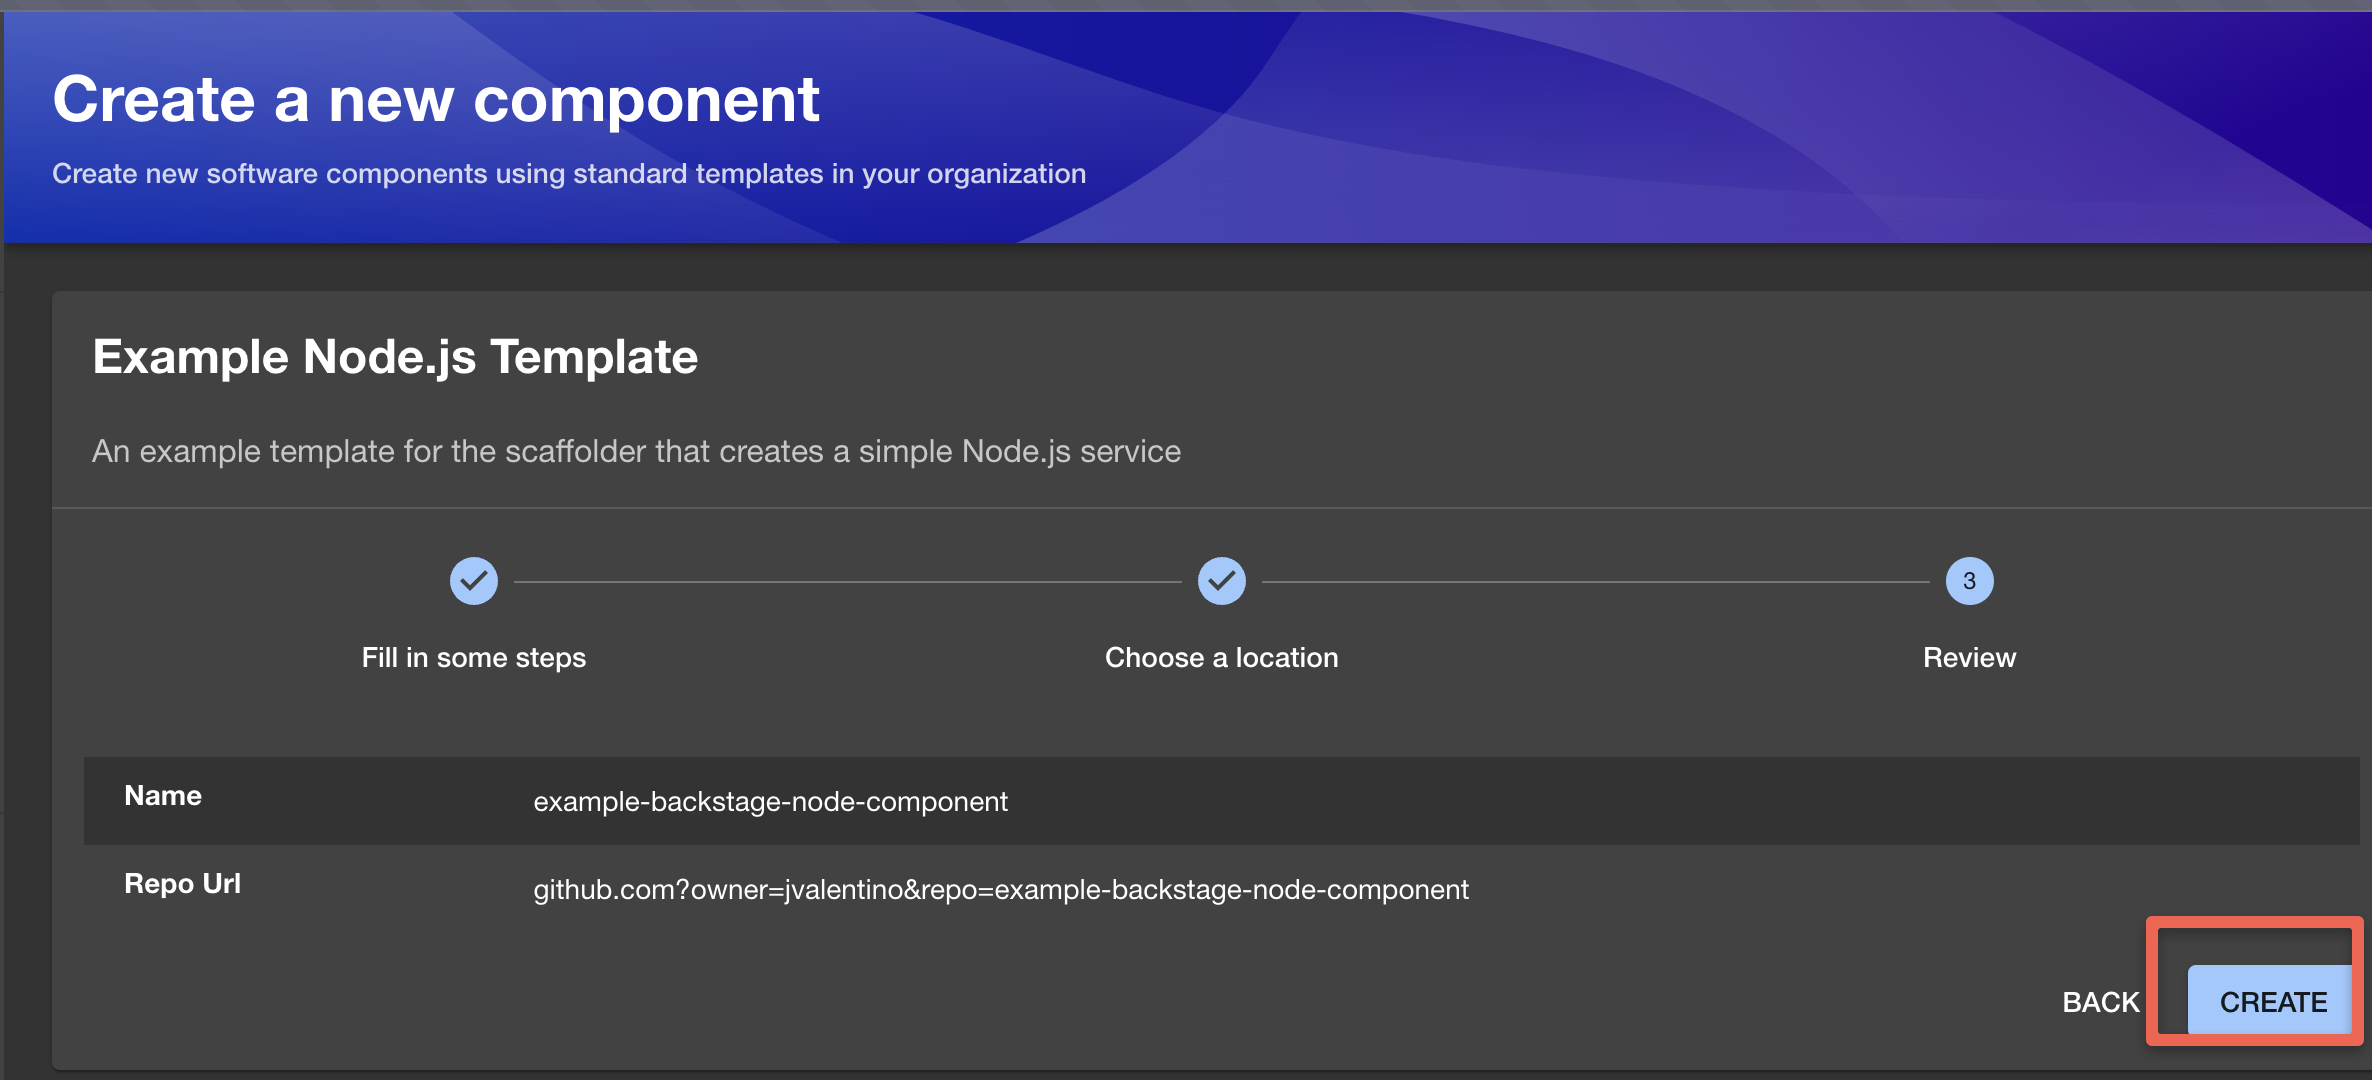 Create a new component
Create new software components using standard templates in your organization
Example Node.js Template
An example template for the scaffolder that creates a simple Node.js service
3
Fill in some steps
Choose a location
Review
Name
example-backstage-node-component
Repo Url
github.com?owner=jvalentino&repo=example-backstage-node-component
BACK
CREATE